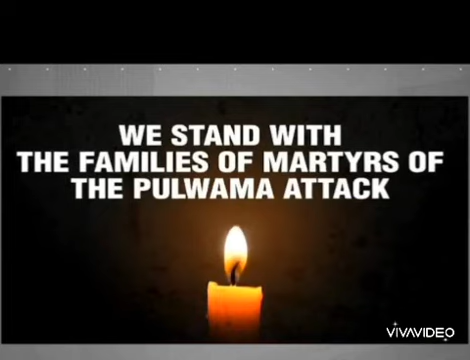 WE STAND WITH
THE FAMILIES OF MARTYRS OF
THE PULWAMA ATTACK
VIVAVIDEO